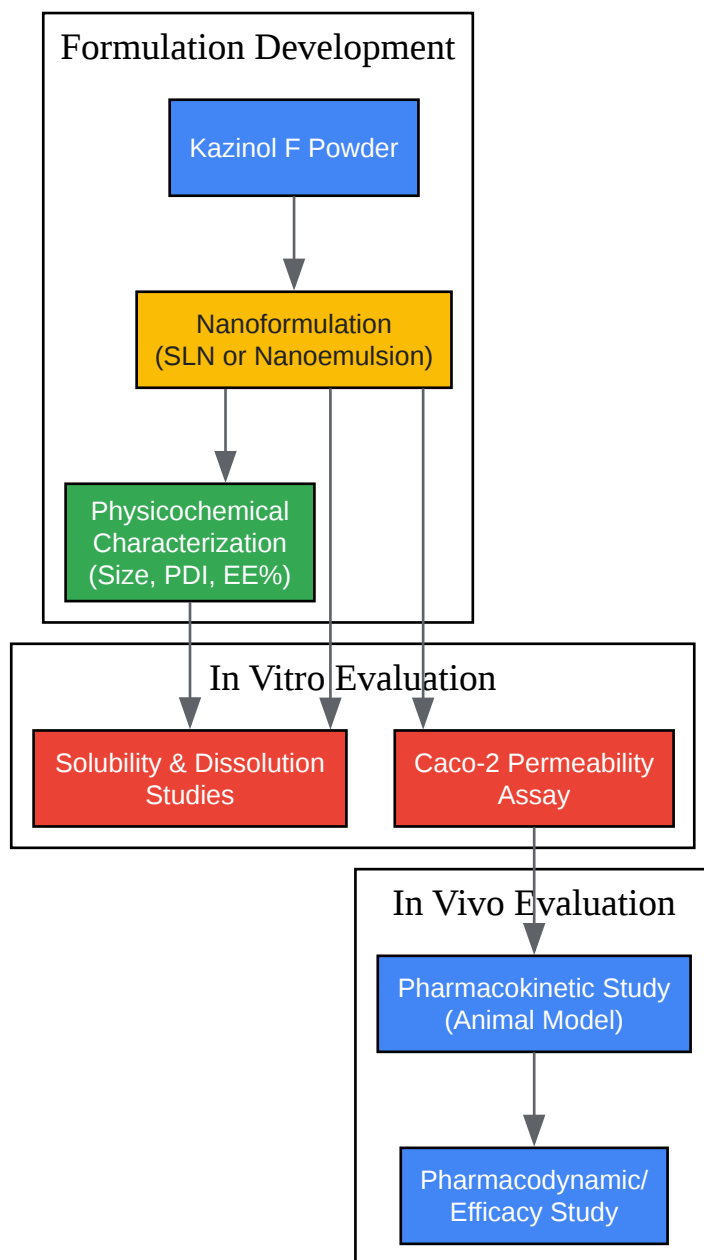 Formulation Development
Kazinol F Powder
Nanoformulation
(SLN or Nanoemulsion)
Physicochemical
Characterization
(Size, PDI, EE%)
In Vitro Evaluation
Solubility & Dissolution
Studies
Caco-2 Permeability
Assay
In Vivo Evaluation
Pharmacokinetic Study
(Animal Model)
Pharmacodynamic/
Efficacy Study